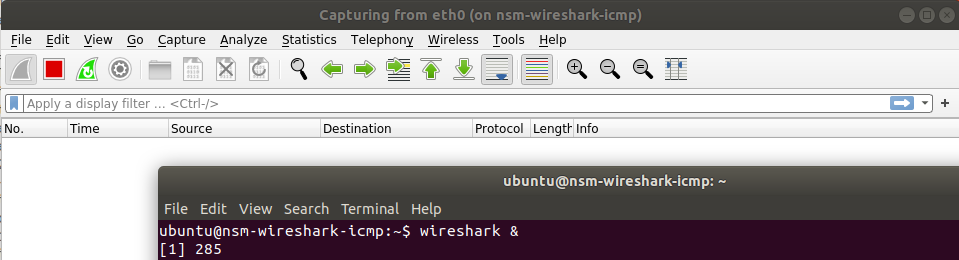 Capturing from eth0 (on nsm-wireshark-icmp)
File Edit View Go Capture Analyze Statistics Telephony Wireless Tools Help
Apply a display filter ... <Ctrl-/>
No. Time Source Destination Protocol Length Info
ubuntu@nsm-wireshark-icmp: ~
File Edit View Search Terminal Help
ubuntu@nsm-wireshark-icmp:~$ wireshark &
[1] 285